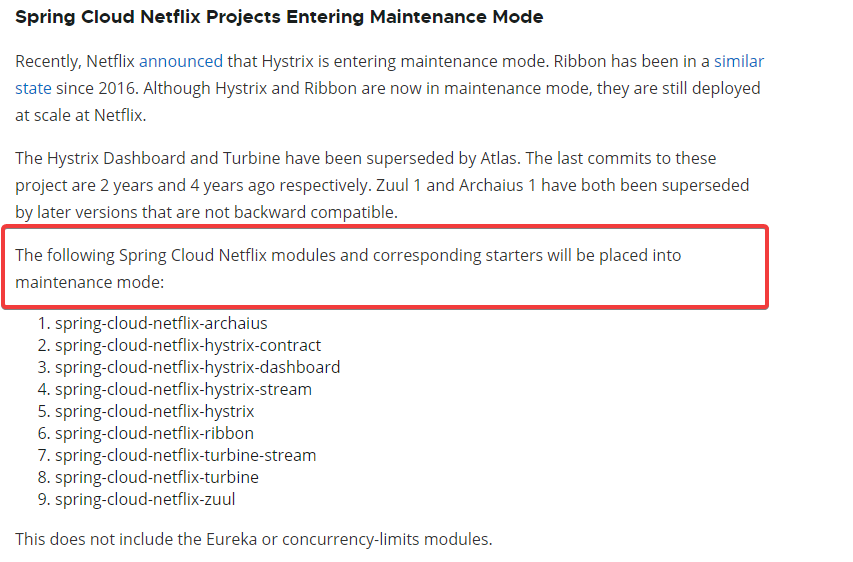 Spring Cloud Netflix Projects Entering Maintenance Mode
Recently, Netflix announced that Hystrix is entering maintenance mode. Ribbon has been in a similar
state since 2016. Although Hystrix and Ribbon are now in maintenance mode, they are still deployed
at scale at Netflix.
The Hystrix Dashboard and Turbine have been superseded by Atlas. The last commits to these
project are 2 years and 4 years ago respectively. Zuul 1 and Archaius 1 have both been superseded
by later versions that are not backward compatible.
The following Spring Cloud Netflix modules and corresponding starters will be placed into
maintenance mode:
1. spring-cloud-netflix-archaius
2. spring-cloud-netflix-hystrix-contract
3. spring-cloud-netflix-hystrix-dashboard
4. spring-cloud-netflix-hystrix-stream
5. spring-cloud-netflix-hystrix
6. spring-cloud-netflix-ribbon
7. spring-cloud-netflix-turbine-stream
8. spring-cloud-netflix-turbine
9. spring-cloud-netflix-zuul
This does not include the Eureka or concurrency-limits modules.